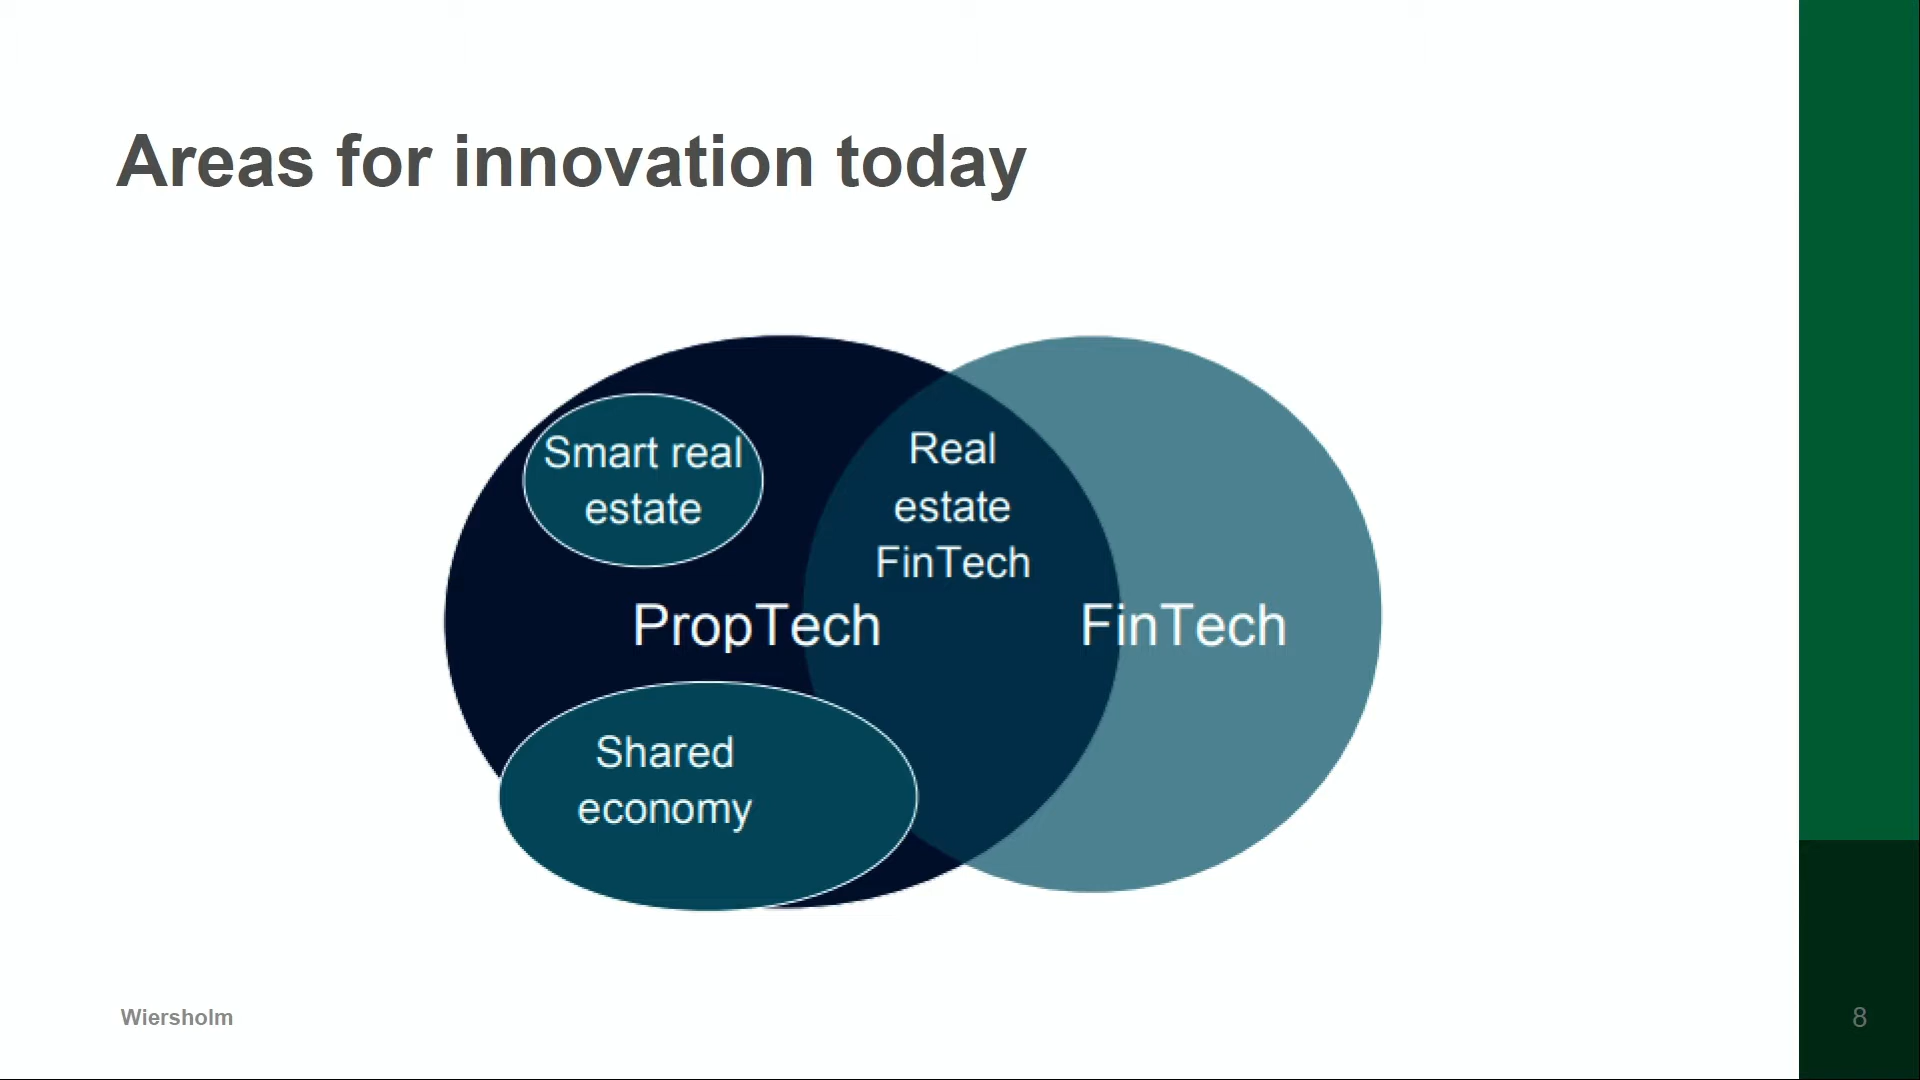 Areas for innovation today
Smart real
estate
Real
estate
FinTech
PropTech
FinTech
Shared
economy
Wiersholm
8